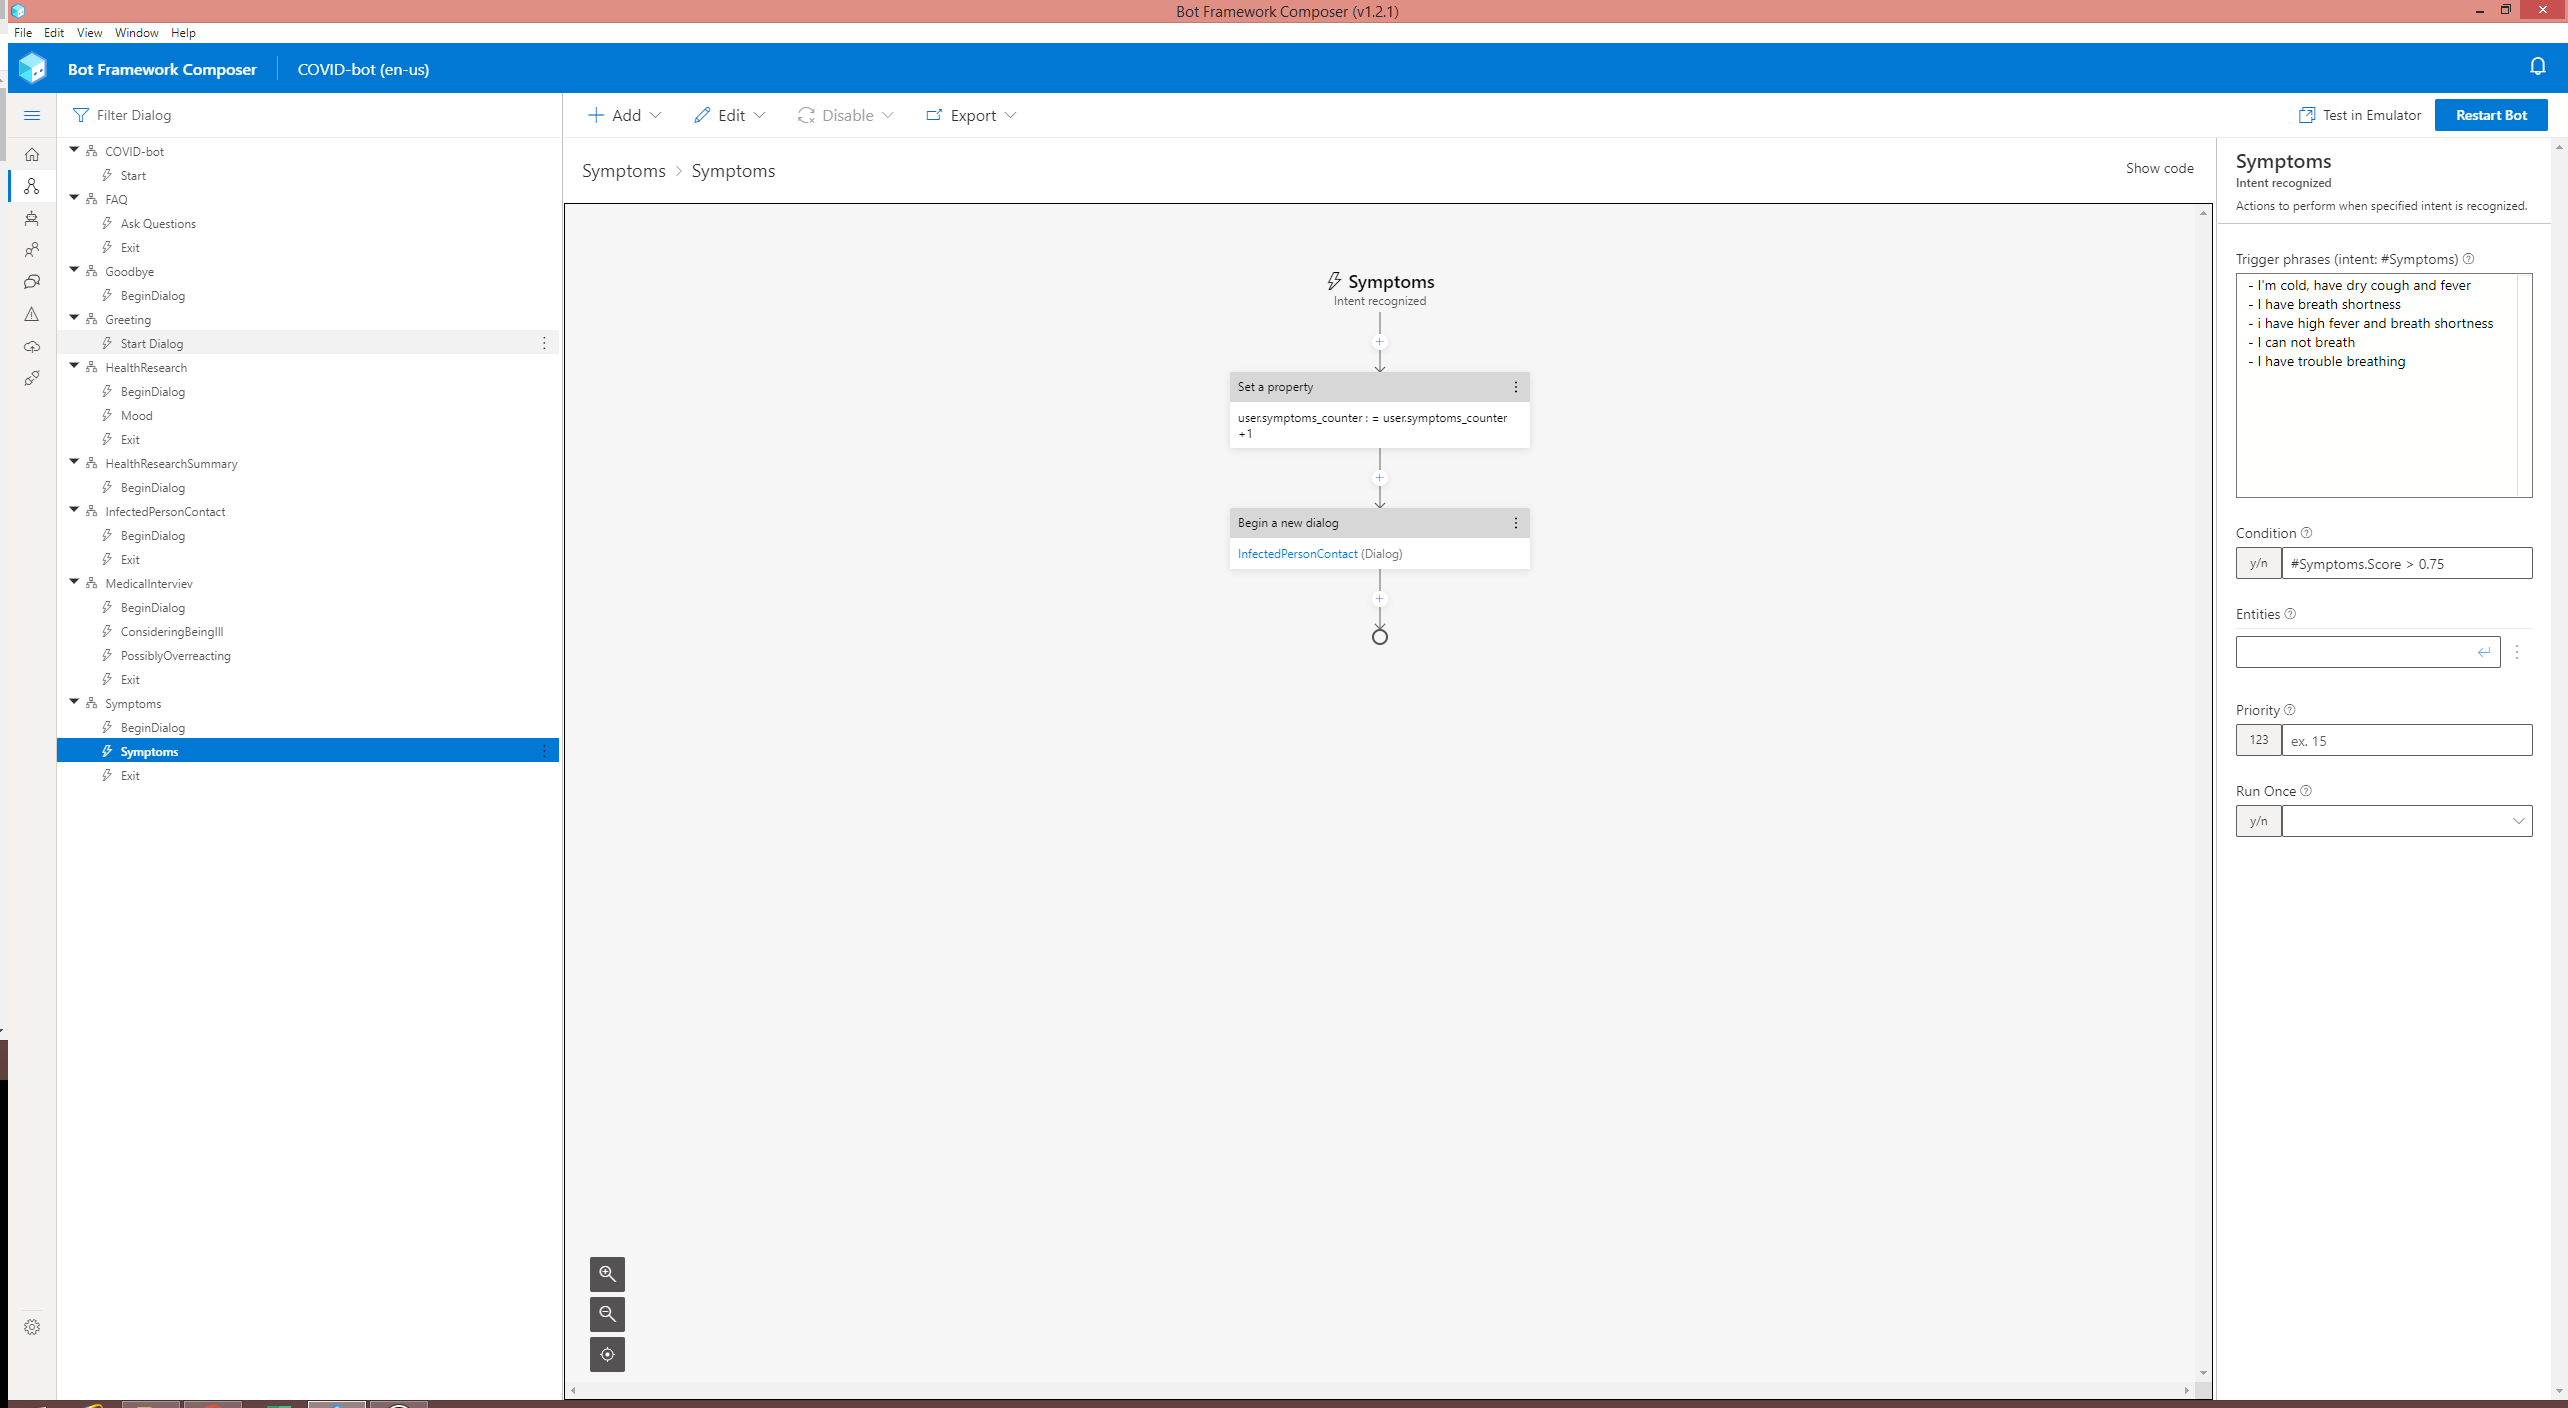 Bot Framework Composer (v1.2.1)
File Edit View Window Help
Bot Framework Composer COVID-bot (en-us)
Filter Dialog
Add Edit Disable Export Test in Emulator Restart Bot
COVID-bot
Start
FAQ
Ask Questions
Exit
Goodbye
BeginDialog
Greeting
Start Dialog
HealthResearch
BeginDialog
Mood
Exit
HealthResearchSummary
BeginDialog
InfectedPersonContact
BeginDialog
Exit
MedicalInterviev
BeginDialog
ConsideringBeingIll
PossiblyOverreacting
Exit
Symptoms
BeginDialog
Symptoms
Exit
Symptoms > Symptoms
Show code
Symptoms
Intent recognized
Set a property
user.symptoms_counter : = user.symptoms_counter
+1
Begin a new dialog
InfectedPersonContact (Dialog)
Symptoms
Intent recognized
Actions to perform when specified intent is recognized.
Trigger phrases (intent: #Symptoms)
- I'm cold, have dry cough and fever
- I have breath shortness
- i have high fever and breath shortness
- I can not breath
- I have trouble breathing
Condition
y/n #Symptoms.Score > 0.75
Entities
Priority
123 ex. 15
Run Once
y/n